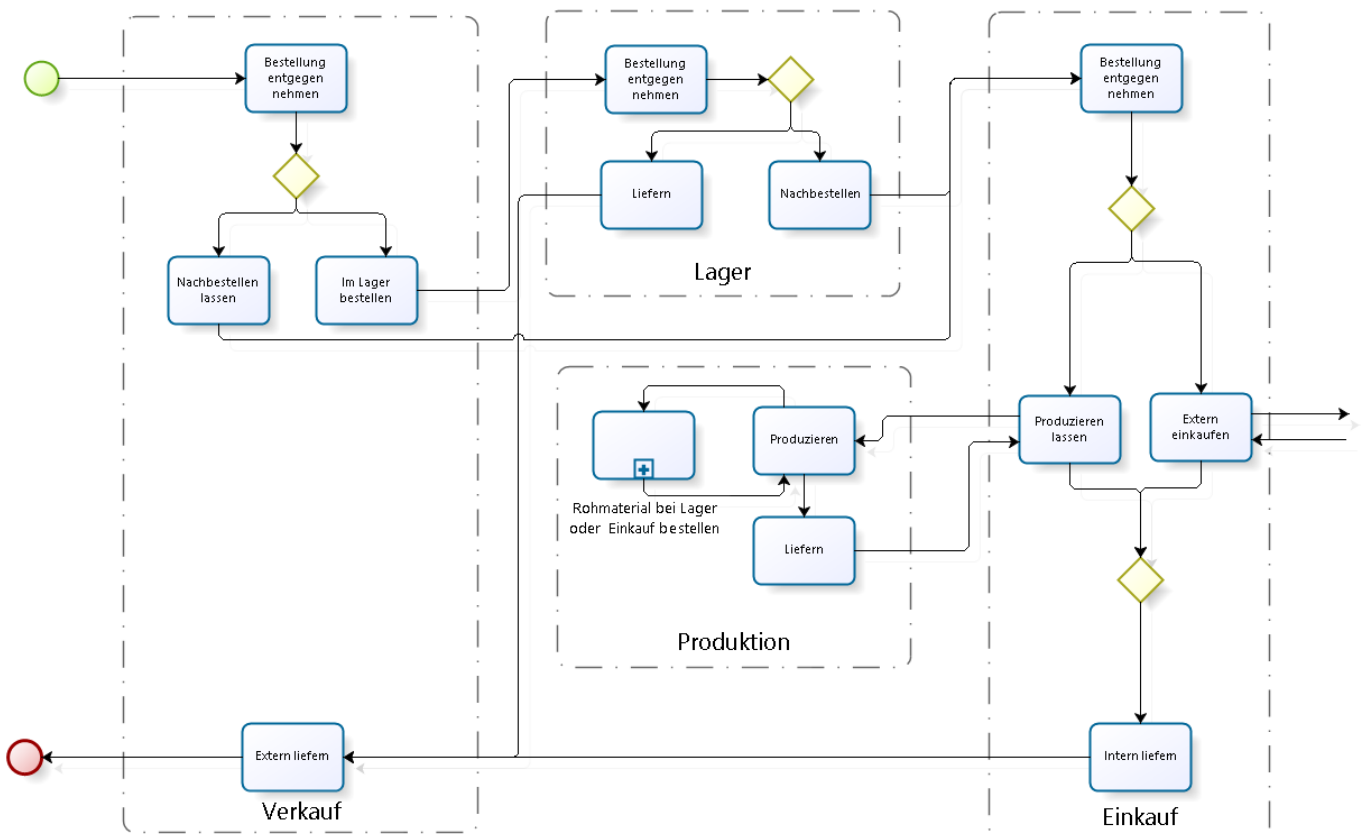 Bestellung
entgegen
nehmen
Nachbestellen
lassen
Im Lager
bestellen
Extern liefern
Verkauf
Bestellung
entgegen
nehmen
Liefern
Nachbestellen
Lager
Produzieren
Rohmaterial bei Lager
oder Einkauf bestellen
Liefern
Produktion
Bestellung
entgegen
nehmen
Produzieren
lassen
Extern
einkaufen
Intern liefern
Einkauf